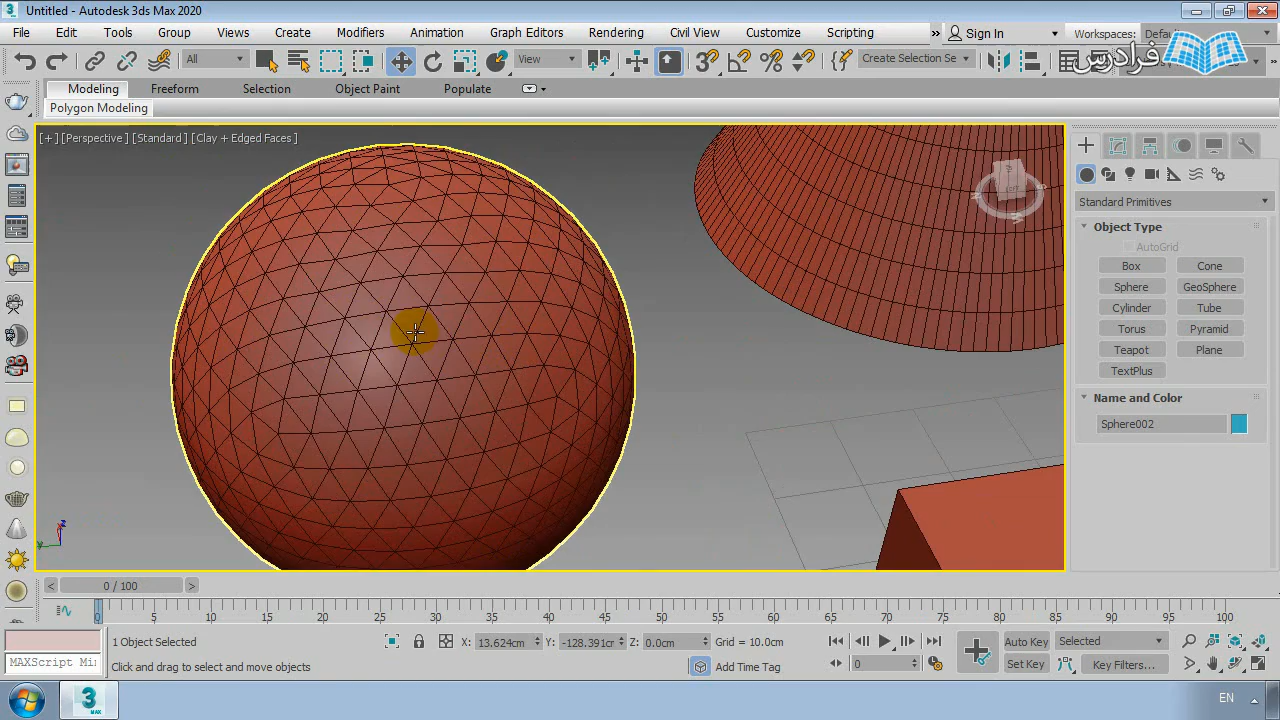 Untitled - Autodesk 3ds Max 2020
File Edit Tools Group Views Create Modifiers Animation Graph Editors Rendering Civil View Customize Scripting » Sign In Workspaces:
All View Create Selection Se
فرادرس
Modeling Freeform Selection Object Paint Populate
Polygon Modeling
[+] [Perspective] [Standard] [Clay + Edged Faces]
Standard Primitives
Object Type
AutoGrid
Box Cone
Sphere GeoSphere
Cylinder Tube
Torus Pyramid
Teapot Plane
TextPlus
Name and Color
Sphere002
z
y
< 0 / 100 >
0 5 10 15 20 25 30 35 40 45 50 55 60 65 70 75 80 85 90 95 100
1 Object Selected X: 13.624cm Y: -128.391cm Z: 0.0cm Grid = 10.0cm Auto Key Selected
MAXScript Mi Click and drag to select and move objects Add Time Tag 0 Set Key Key Filters...
3 MAX EN